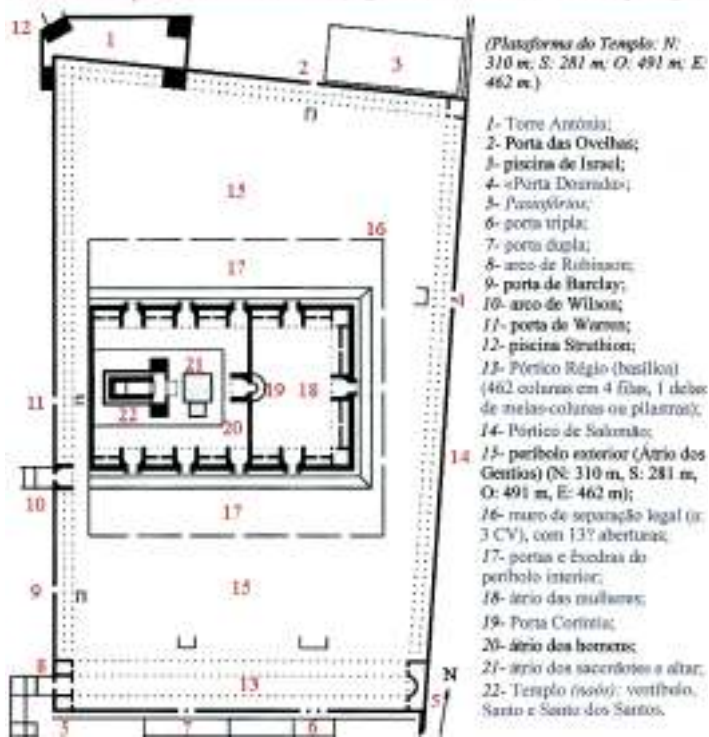 12
1
2
3
n
(Plataforma do Templo: N:
310 m; S: 281 m; O: 491 m; E:
462 m.)
1- Torre Antónia;
2- Porta das Ovelhas;
3- piscina de Israel;
4- «Porta Dourada»;
5- Pastofórios;
6- porta tripla;
7- porta dupla;
8- arco de Robinson;
9- porta de Barclay;
10- arco de Wilson;
11- porta de Warren;
12- piscina Struthion;
13- Pórtico Régio (basílica)
(462 colunas em 4 filas, 1 delas
de meias-colunas ou pilastras);
14- Pórtico de Salomão;
15- períbolo exterior (Átrio dos
Gentios) (N: 310 m, S: 281 m,
O: 491 m, E: 462 m);
16- muro de separação legal (a:
3 CV), com 13? aberturas;
17- portas e êxedras do
períbolo interior;
18- átrio das mulheres;
19- Porta Coríntia;
20- átrio dos homens;
21- átrio dos sacerdotes e altar;
22- Templo (naós): vestíbulo,
Santo e Santo dos Santos.
15
16
17
4
21
19
18
11
n
22
20
14
10
17
9
n
15
8
13
N
5
5
7
6